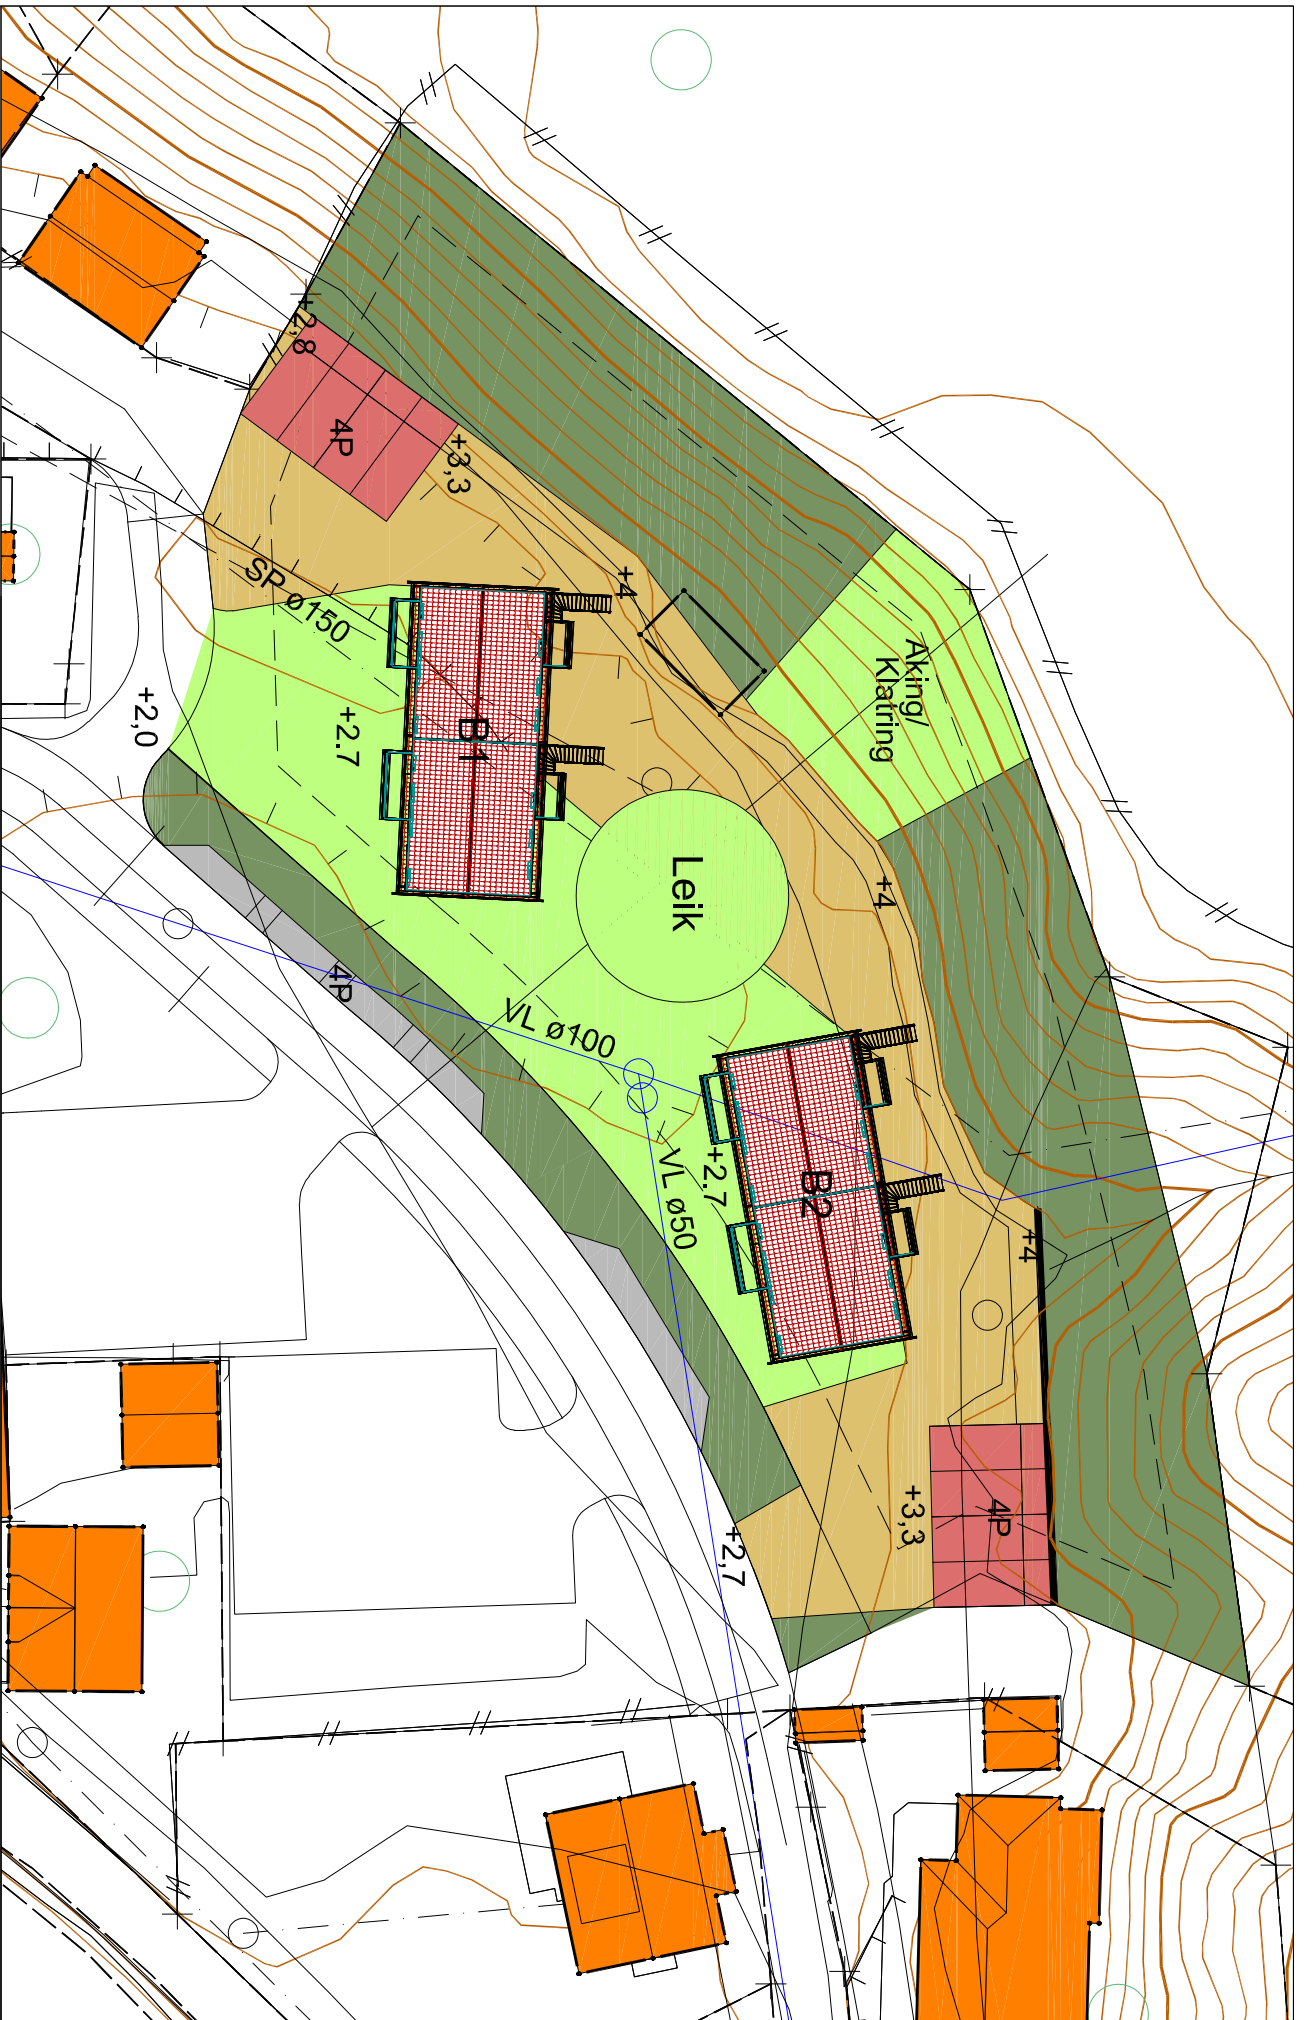 +2,8
4P
+3,3
SP ø150
+4
Aking/
Klatring
+2,0
+2.7
B1
Leik
+4
4P
VL ø100
+2.7
VL ø50
B2
+4
+3,3
4P
+2,7